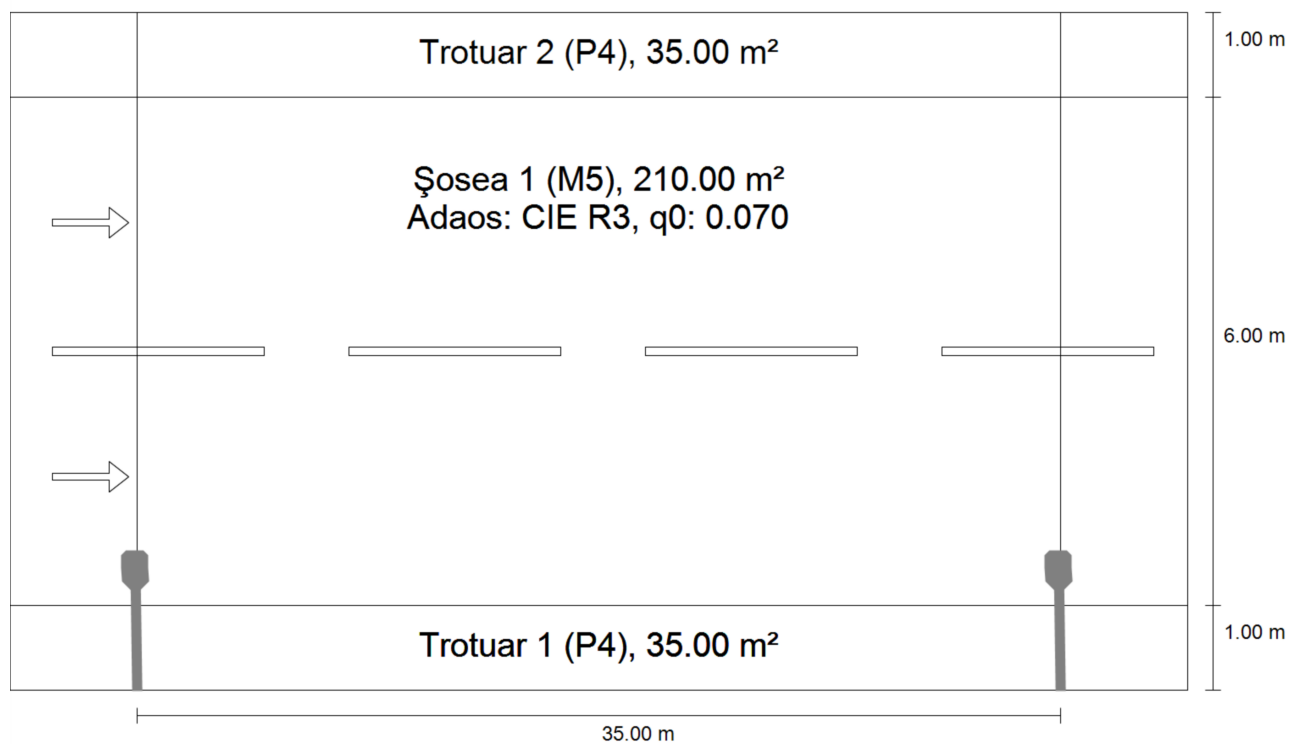 Trotuar 2 (P4), 35.00 m²
1.00 m
Şosea 1 (M5), 210.00 m²
Adaos: CIE R3, q0: 0.070
6.00 m
Trotuar 1 (P4), 35.00 m²
1.00 m
35.00 m